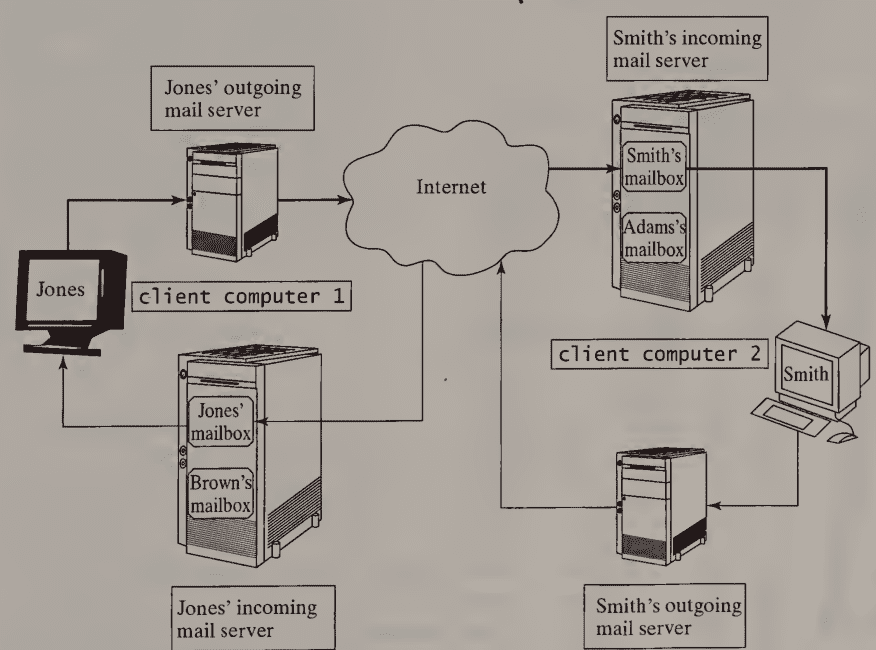 Smith's incoming
mail server
Jones' outgoing
mail server
Smith's
mailbox
Internet
Adams's
mailbox
Jones
client computer 1
client computer 2
Smith
Jones'
mailbox
Brown's
mailbox
Jones' incoming
mail server
Smith's outgoing
mail server